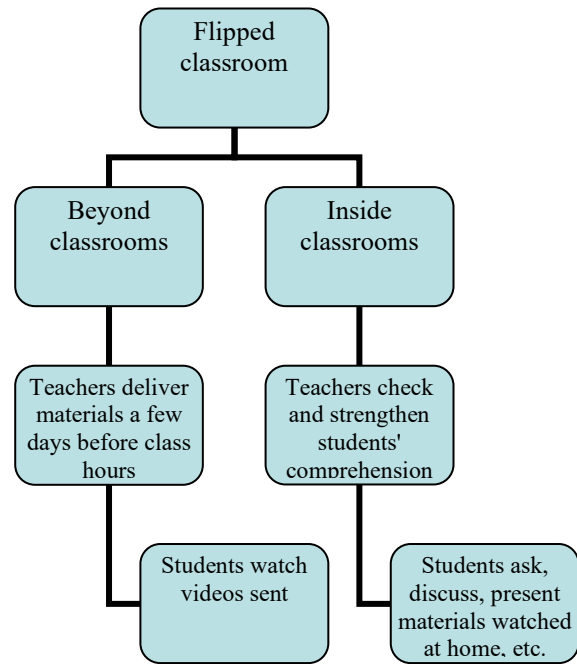 Flipped
classroom
Beyond
classrooms
Inside
classrooms
Teachers deliver
materials a few
days before class
hours
Teachers check
and strengthen
students'
comprehension
Students watch
videos sent
Students ask,
discuss, present
materials watched
at home, etc.